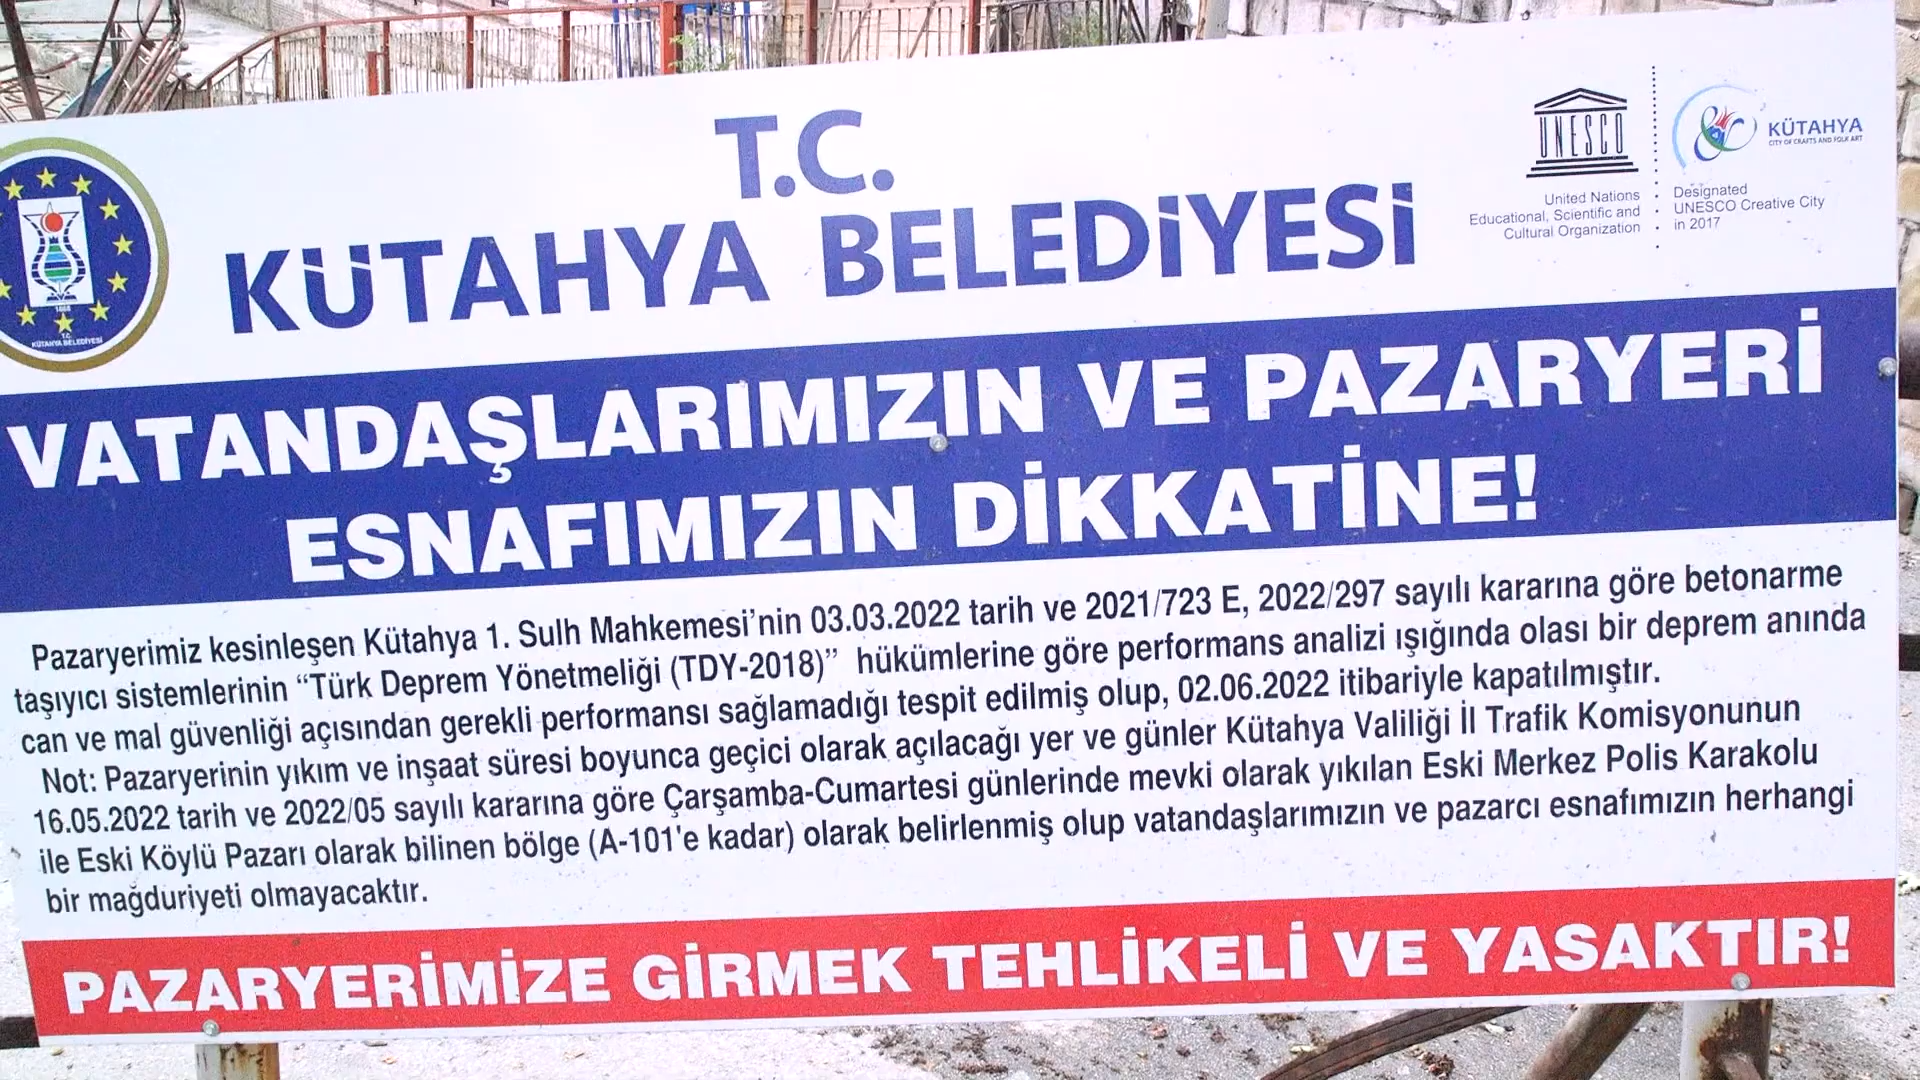 T.C.
KÜTAHYA BELEDİYESİ
UNESCO
United Nations
Educational, Scientific and
Cultural Organization
KÜTAHYA
CITY OF CRAFTS AND FOLK ART
Designated
UNESCO Creative City
in 2017
1868
T.C.
KÜTAHYA BELEDİYESİ
VATANDAŞLARIMIZIN VE PAZARYERİ
ESNAFIMIZIN DİKKATİNE!
Pazaryerimiz kesinleşen Kütahya 1. Sulh Mahkemesi'nin 03.03.2022 tarih ve 2021/723 E, 2022/297 sayılı kararına göre betonarme
taşıyıcı sistemlerinin "Türk Deprem Yönetmeliği (TDY-2018)" hükümlerine göre performans analizi ışığında olası bir deprem anında
can ve mal güvenliği açısından gerekli performansı sağlamadığı tespit edilmiş olup, 02.06.2022 itibariyle kapatılmıştır.
Not: Pazaryerinin yıkım ve inşaat süresi boyunca geçici olarak açılacağı yer ve günler Kütahya Valiliği İl Trafik Komisyonunun
16.05.2022 tarih ve 2022/05 sayılı kararına göre Çarşamba-Cumartesi günlerinde mevki olarak yıkılan Eski Merkez Polis Karakolu
ile Eski Köylü Pazarı olarak bilinen bölge (A-101'e kadar) olarak belirlenmiş olup vatandaşlarımızın ve pazarcı esnafımızın herhangi
bir mağduriyeti olmayacaktır.
PAZARYERİMİZE GİRMEK TEHLİKELİ VE YASAKTIR!